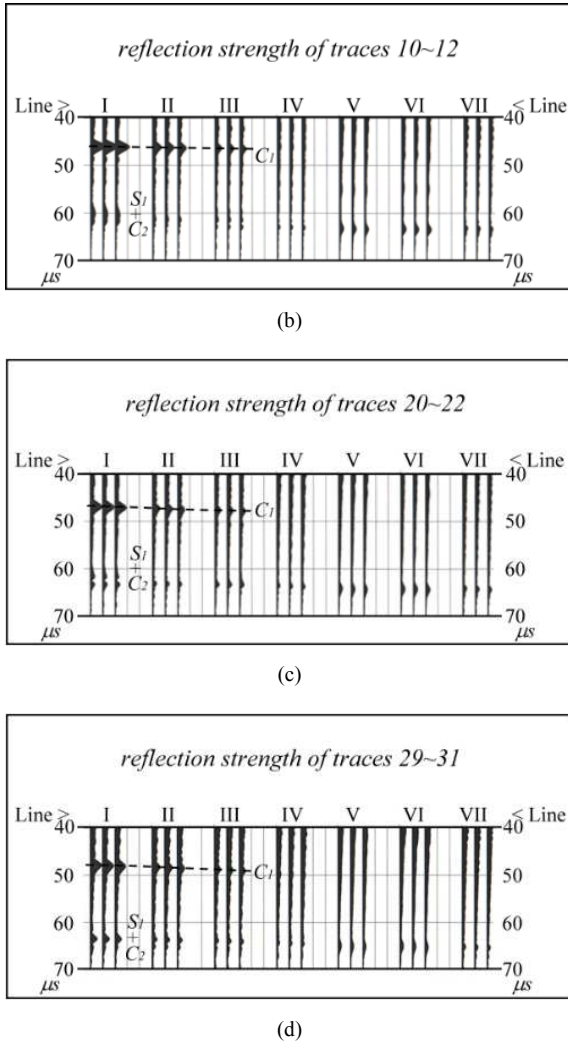 reflection strength of traces 10~12
Line > I II III IV V VI VII < Line
40 40
50 C1 50
60 S1 + C2 60
70 70
μs μs
(b)
reflection strength of traces 20~22
Line > I II III IV V VI VII < Line
40 40
50 C1 50
60 S1 + C2 60
70 70
μs μs
(c)
reflection strength of traces 29~31
Line > I II III IV V VI VII < Line
40 40
50 C1 50
60 S1 + C2 60
70 70
μs μs
(d)